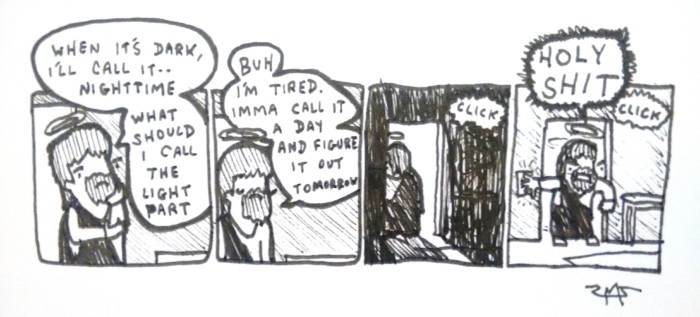 WHEN IT'S DARK,
I'LL CALL IT--
NIGHTTIME
WHAT
SHOULD
I CALL
THE
LIGHT
PART
BUH
I'M TIRED.
IMMA CALL IT
A DAY
AND FIGURE
IT OUT
TOMORROW
CLICK
HOLY
SHIT
CLICK